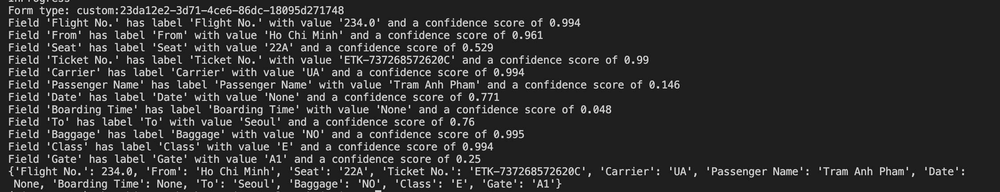 InProgress
Form type: custom:23da12e2-3d71-4ce6-86dc-18095d271748
Field 'Flight No.' has label 'Flight No.' with value '234.0' and a confidence score of 0.994
Field 'From' has label 'From' with value 'Ho Chi Minh' and a confidence score of 0.961
Field 'Seat' has label 'Seat' with value '22A' and a confidence score of 0.529
Field 'Ticket No.' has label 'Ticket No.' with value 'ETK-737268572620C' and a confidence score of 0.99
Field 'Carrier' has label 'Carrier' with value 'UA' and a confidence score of 0.994
Field 'Passenger Name' has label 'Passenger Name' with value 'Tram Anh Pham' and a confidence score of 0.146
Field 'Date' has label 'Date' with value 'None' and a confidence score of 0.771
Field 'Boarding Time' has label 'Boarding Time' with value 'None' and a confidence score of 0.048
Field 'To' has label 'To' with value 'Seoul' and a confidence score of 0.76
Field 'Baggage' has label 'Baggage' with value 'NO' and a confidence score of 0.995
Field 'Class' has label 'Class' with value 'E' and a confidence score of 0.994
Field 'Gate' has label 'Gate' with value 'A1' and a confidence score of 0.25
{'Flight No.': 234.0, 'From': 'Ho Chi Minh', 'Seat': '22A', 'Ticket No.': 'ETK-737268572620C', 'Carrier': 'UA', 'Passenger Name': 'Tram Anh Pham', 'Date':
None, 'Boarding Time': None, 'To': 'Seoul', 'Baggage': 'NO', 'Class': 'E', 'Gate': 'A1'}